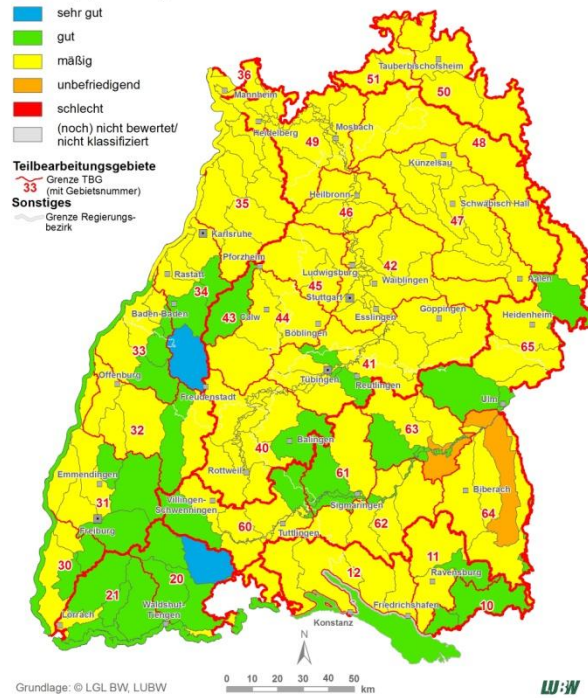 sehr gut
gut
mäßig
unbefriedigend
schlecht
(noch) nicht bewertet/
nicht klassifiziert
Teilbearbeitungsgebiete
33 Grenze TBG
(mit Gebietsnummer)
Sonstiges
Grenze Regierungs-
bezirk
Tauberbischofsheim
51
50
36
Mannheim
Heidelberg
49
Mosbach
48
Künzelsau
Heilbronn
46
47
Schwäbisch Hall
35
Karlsruhe
Pforzheim
Ludwigsburg
45
42
Waiblingen
Stuttgart
Aalen
Rastatt
34
Baden-Baden
43
Calw
44
Esslingen
Göppingen
Heidenheim
65
Böblingen
33
Offenburg
Freudenstadt
41
Tübingen
Reutlingen
Ulm
32
Balingen
40
63
Rottweil
61
Biberach
64
Emmendingen
31
Freiburg
Villingen-
Schwenningen
60
Sigmaringen
62
Tuttlingen
30
20
21
12
11
Ravensburg
10
Lörrach
Waldshut-
Tiengen
Konstanz
Friedrichshafen
N
Grundlage: © LGL BW, LUBW
0 10 20 30 40 50
km
LUBW